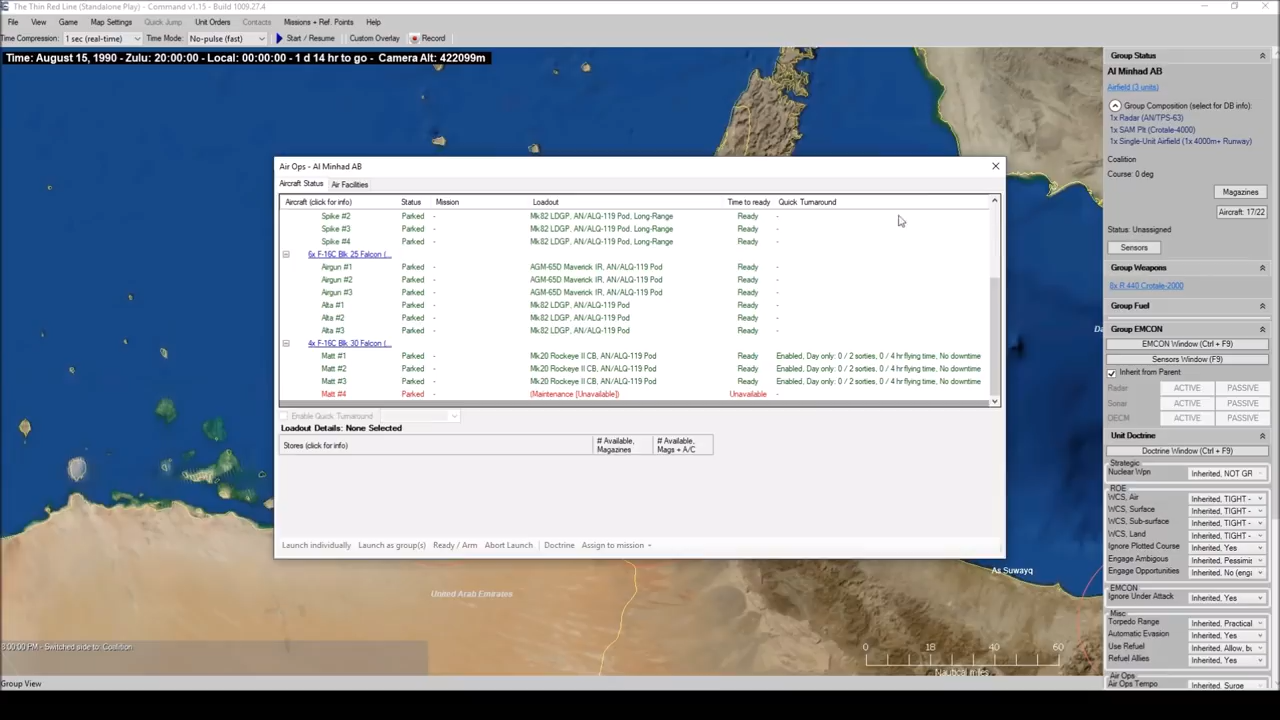 The Thin Red Line (Standalone Play) - Command v1.15 - Build 1009.27.4
File View Game Map Settings Quick Jump Unit Orders Contacts Missions + Ref. Points Help
Time Compression: 1 sec (real-time) Time Mode: No-pulse (fast) Start / Resume Custom Overlay Record
Time: August 15, 1990 - Zulu: 20:00:00 - Local: 00:00:00 - 1 d 14 hr to go - Camera Alt: 422099m
Air Ops - Al Minhad AB
Aircraft Status Air Facilities
Aircraft (click for info) Status Mission Loadout Time to ready Quick Turnaround
Spike #2 Parked - Mk82 LDGP, AN/ALQ-119 Pod, Long-Range Ready -
Spike #3 Parked - Mk82 LDGP, AN/ALQ-119 Pod, Long-Range Ready -
Spike #4 Parked - Mk82 LDGP, AN/ALQ-119 Pod, Long-Range Ready -
6x F-16C Blk 25 Falcon (...
Airgun #1 Parked - AGM-65D Maverick IR, AN/ALQ-119 Pod Ready -
Airgun #2 Parked - AGM-65D Maverick IR, AN/ALQ-119 Pod Ready -
Airgun #3 Parked - AGM-65D Maverick IR, AN/ALQ-119 Pod Ready -
Alta #1 Parked - Mk82 LDGP, AN/ALQ-119 Pod Ready -
Alta #2 Parked - Mk82 LDGP, AN/ALQ-119 Pod Ready -
Alta #3 Parked - Mk82 LDGP, AN/ALQ-119 Pod Ready -
4x F-16C Blk 30 Falcon (...
Matt #1 Parked - Mk20 Rockeye II CB, AN/ALQ-119 Pod Ready Enabled, Day only: 0 / 2 sorties, 0 / 4 hr flying time, No downtime
Matt #2 Parked - Mk20 Rockeye II CB, AN/ALQ-119 Pod Ready Enabled, Day only: 0 / 2 sorties, 0 / 4 hr flying time, No downtime
Matt #3 Parked - Mk20 Rockeye II CB, AN/ALQ-119 Pod Ready Enabled, Day only: 0 / 2 sorties, 0 / 4 hr flying time, No downtime
Matt #4 Parked - (Maintenance [Unavailable]) Unavailable -
Enable Quick Turnaround
Loadout Details: None Selected
Stores (click for info) # Available, Magazines # Available, Mags + A/C
Launch individually Launch as group(s) Ready / Arm Abort Launch Doctrine Assign to mission
As Suwayq
United Arab Emirates
8:00:00 PM - Switched side to: Coalition
0 18 40 60
Nautical miles
Group View
Group Status
Al Minhad AB
Airfield (3 units)
Group Composition (select for DB info):
1x Radar (AN/TPS-63)
1x SAM Plt (Crotale-4000)
1x Single-Unit Airfield (1x 4000m+ Runway)
Coalition
Course: 0 deg
Magazines
Aircraft: 17/22
Status: Unassigned
Sensors
Group Weapons
8x R.440 Crotale-2000
Group Fuel
Group EMCON
EMCON Window (Ctrl + F9)
Sensors Window (F9)
Inherit from Parent
Radar ACTIVE PASSIVE
Sonar ACTIVE PASSIVE
OECM ACTIVE PASSIVE
Unit Doctrine
Doctrine Window (Ctrl + F9)
Strategic
Nuclear Wpn Inherited, NOT GR
ROE
WCS, Air Inherited, TIGHT -
WCS, Surface Inherited, TIGHT -
WCS, Sub-surface Inherited, TIGHT -
WCS, Land Inherited, TIGHT -
Ignore Plotted Course Inherited, Yes
Engage Ambiguous Inherited, Pessimi
Engage Opportunities Inherited, No (eng
EMCON
Ignore Under Attack Inherited, Yes
Misc
Torpedo Range Inherited, Practical
Automatic Evasion Inherited, Yes
Use Refuel Inherited, Allow, bu
Refuel Allies Inherited, Yes
Air Ops
Air Ops Tempo Inherited, Surge